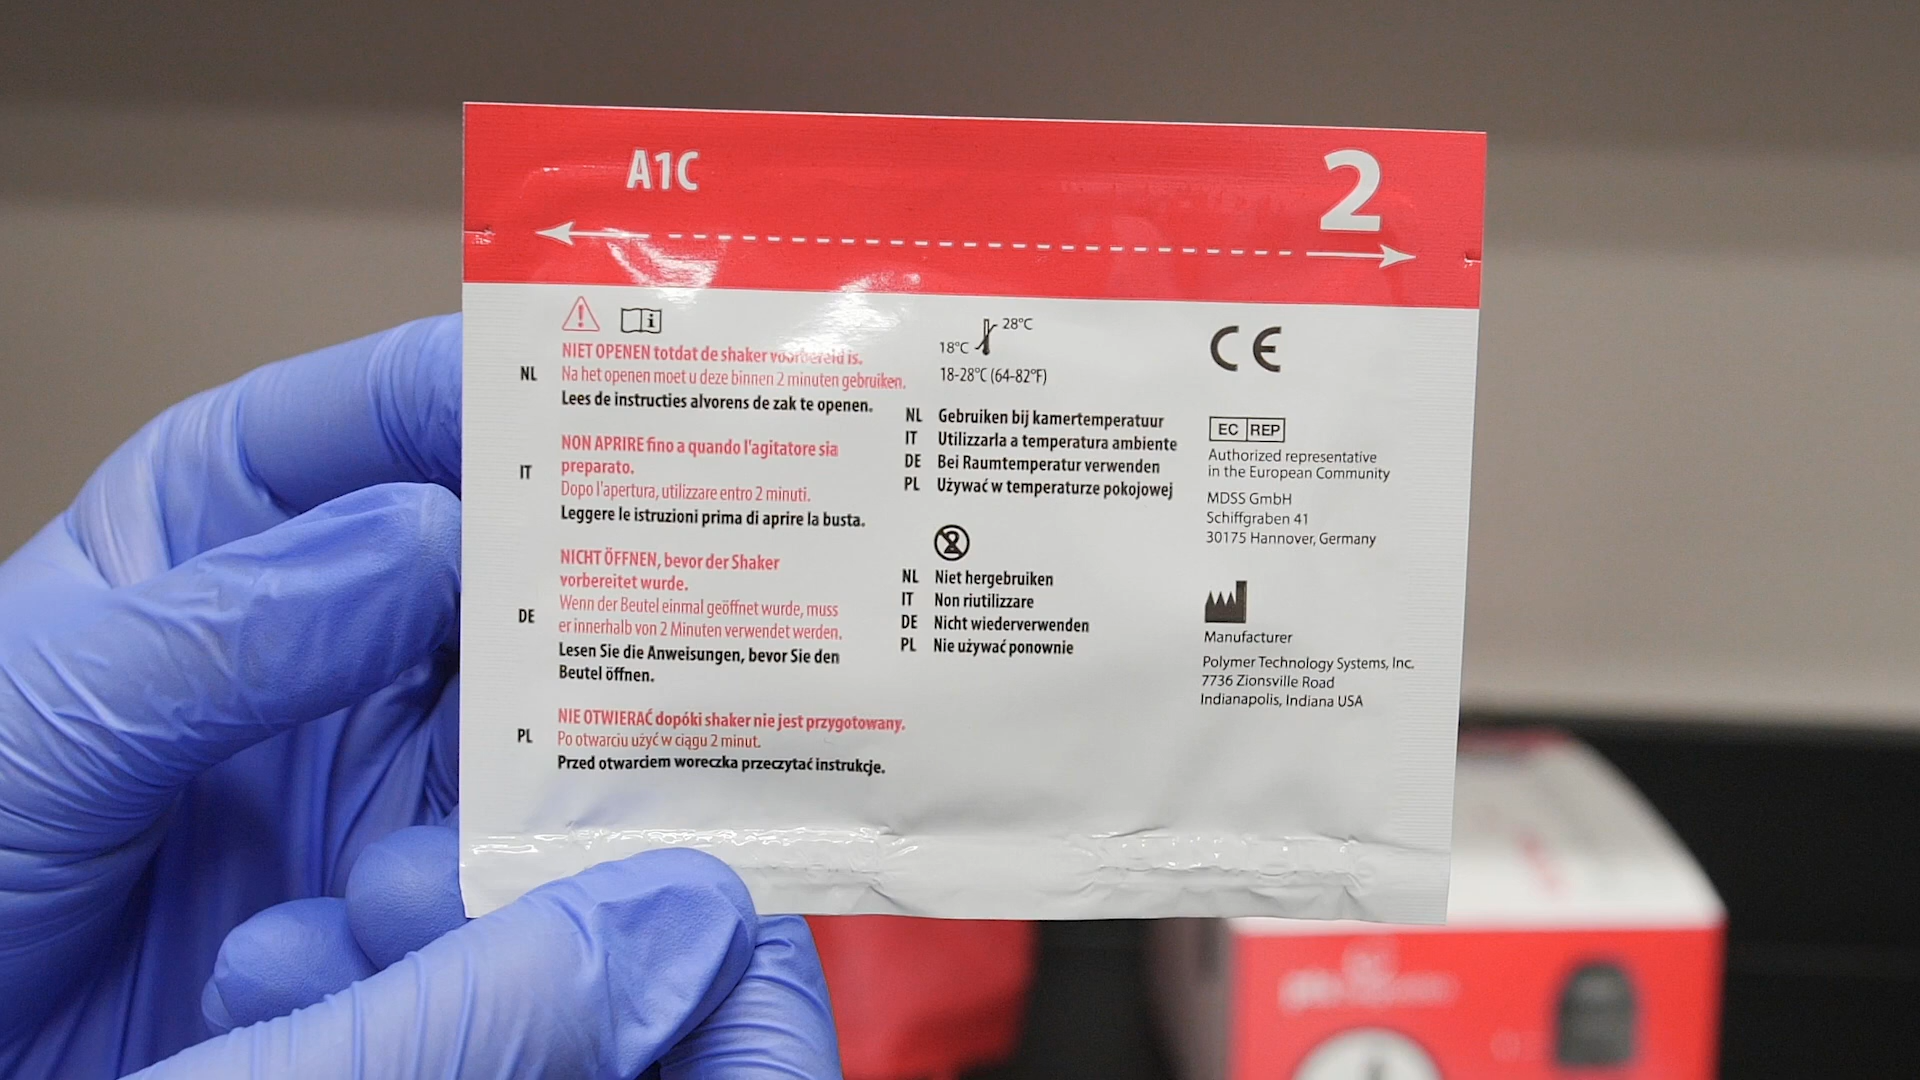 A1C
2
NIET OPENEN totdat de shaker voorbereid is.
NL
Na het openen moet u deze binnen 2 minuten gebruiken.
Lees de instructies alvorens de zak te openen.
NON APRIRE fino a quando l'agitatore sia
preparato.
IT
Dopo l'apertura, utilizzare entro 2 minuti.
Leggere le istruzioni prima di aprire la busta.
NICHT ÖFFNEN, bevor der Shaker
vorbereitet wurde.
Wenn der Beutel einmal geöffnet wurde, muss
DE
er innerhalb von 2 Minuten verwendet werden.
Lesen Sie die Anweisungen, bevor Sie den
Beutel öffnen.
NIE OTWIERAĆ dopóki shaker nie jest przygotowany.
PL
Po otwarciu użyć w ciągu 2 minut.
Przed otwarciem woreczka przeczytać instrukcje.
28°C
18°C
18-28°C (64-82°F)
NL Gebruiken bij kamertemperatuur
IT Utilizzarla a temperatura ambiente
DE Bei Raumtemperatur verwenden
PL Używać w temperaturze pokojowej
2
NL Niet hergebruiken
IT Non riutilizzare
DE Nicht wiederverwenden
PL Nie używać ponownie
CE
EC REP
Authorized representative
in the European Community
MDSS GmbH
Schiffgraben 41
30175 Hannover, Germany
Manufacturer
Polymer Technology Systems, Inc.
7736 Zionsville Road
Indianapolis, Indiana USA